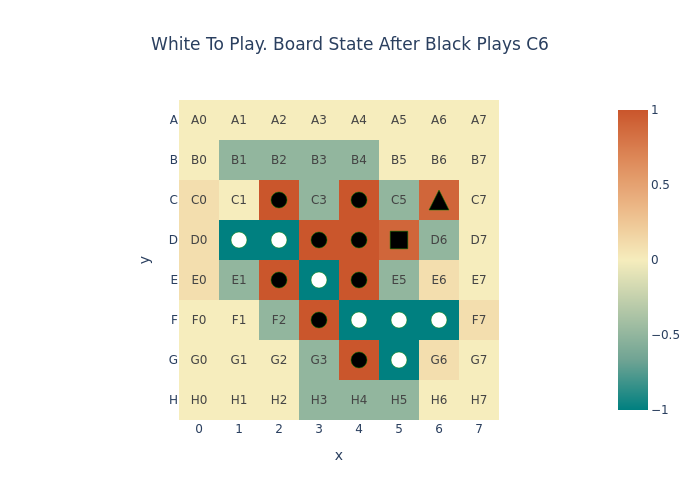 White To Play. Board State After Black Plays C6
A A0 A1 A2 A3 A4 A5 A6 A7 1
B B0 B1 B2 B3 B4 B5 B6 B7
0.5
C C0 C1 C3 C5 C7
D D0 D6 D7
y 0
E E0 E1 E5 E6 E7
F F0 F1 F2 F7 −0.5
G G0 G1 G2 G3 G6 G7
H H0 H1 H2 H3 H4 H5 H6 H7 −1
0 1 2 3 4 5 6 7
x